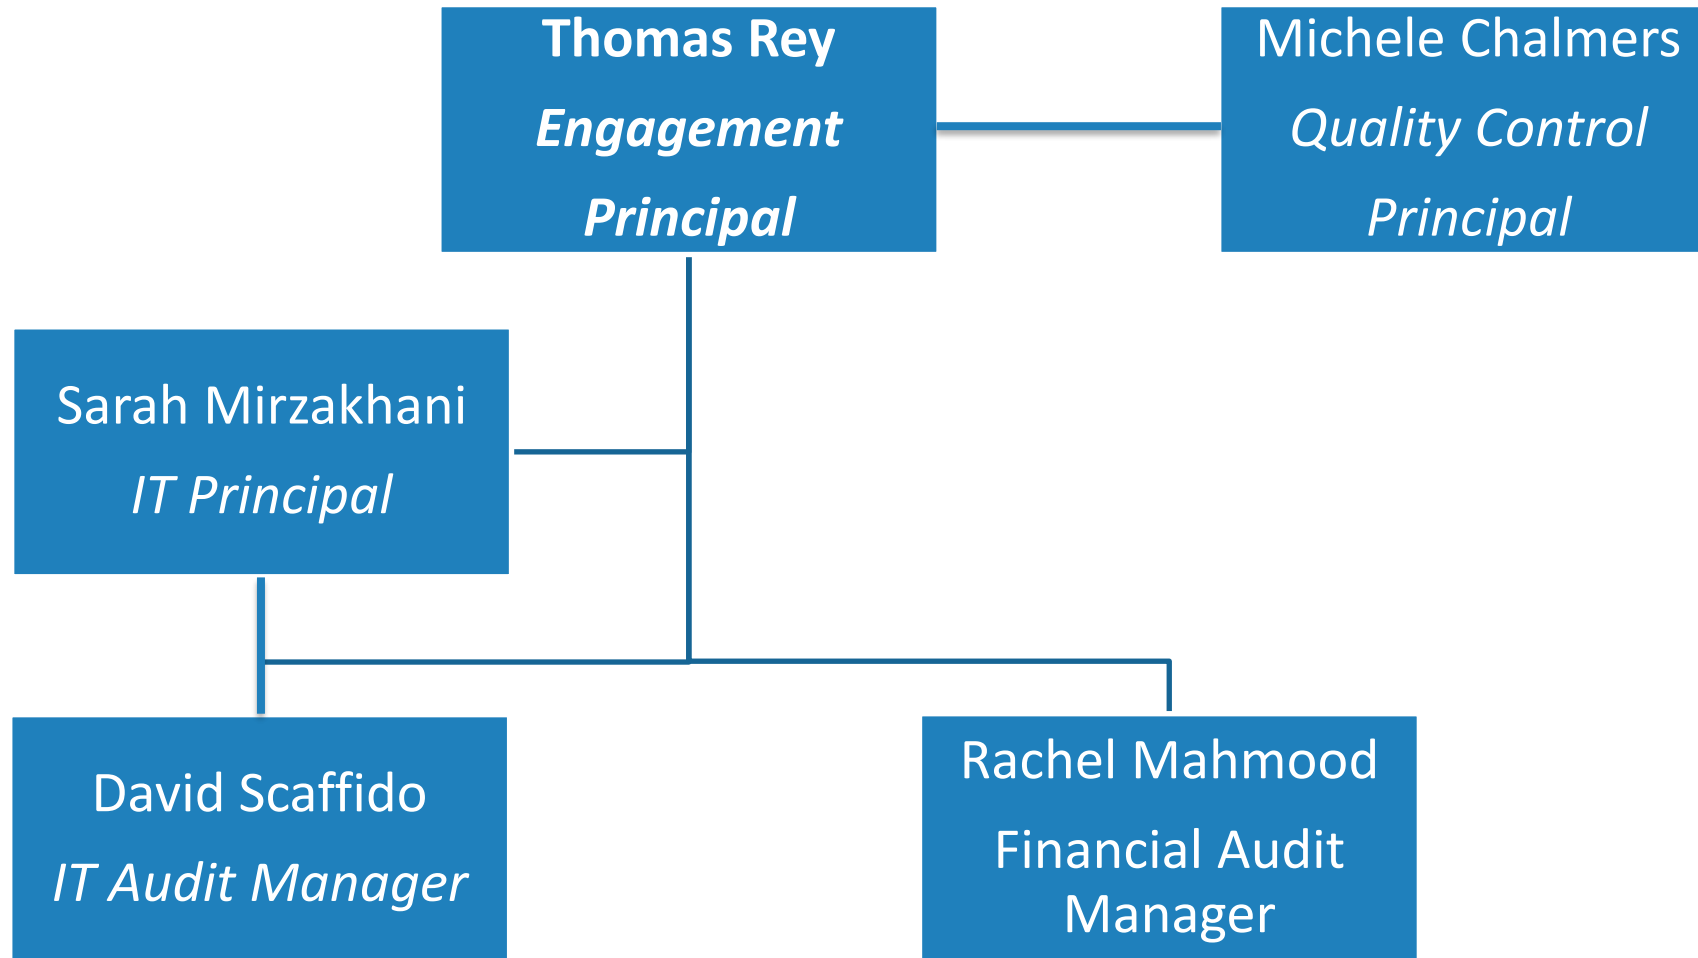 Thomas Rey
Engagement
Principal
Michele Chalmers
Quality Control
Principal
Sarah Mirzakhani
IT Principal
David Scaffido
IT Audit Manager
Rachel Mahmood
Financial Audit
Manager